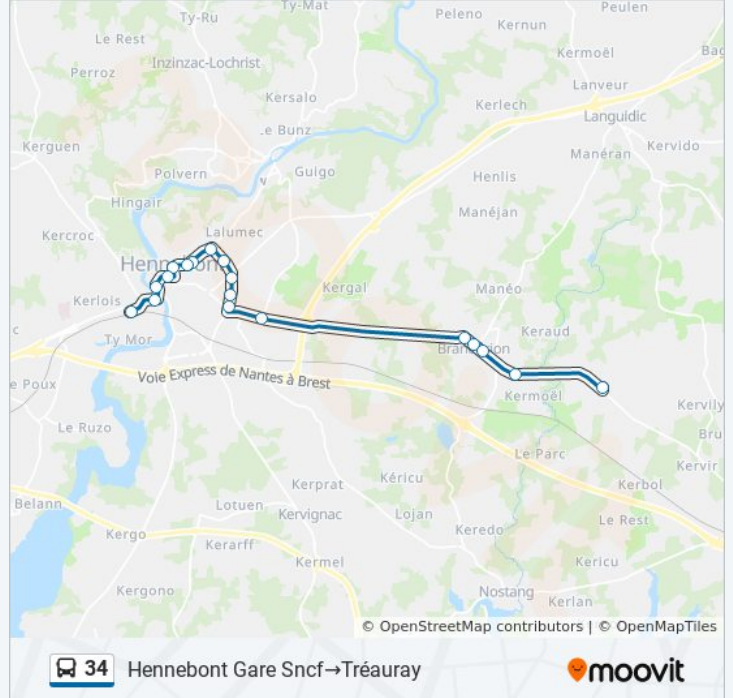 Ty-Ru
Ty-Mat
Peleno
Peulen
Le Rest
Kernun
Inzinzac-Lochrist
Kermoël
Bag
Perroz
Lanveur
Kersalo
Kerlech
Languidic
Le Bunz
Kerguen
Kervido
Manéran
Polvern
Guigo
Henlis
Hingair
Manéjan
Kercroc
Lalumec
Kergal
Manéo
Kerlois
Ty Mor
Keraud
Voie Express de Nantes à Brest
e Poux
Kermoël
Kervily
Le Ruzo
Bru
Le Parc
Kervir
Kerprat
Kéricu
Kerbol
Belann
Lotuen
Kervignac
Lojan
Le Rest
Kergo
Kerarff
Keredo
Kermel
Kericu
Kergono
Nostang
Kerlan
© OpenStreetMap contributors | © OpenMapTiles
34 Hennebont Gare Sncf→Tréauray
moovit